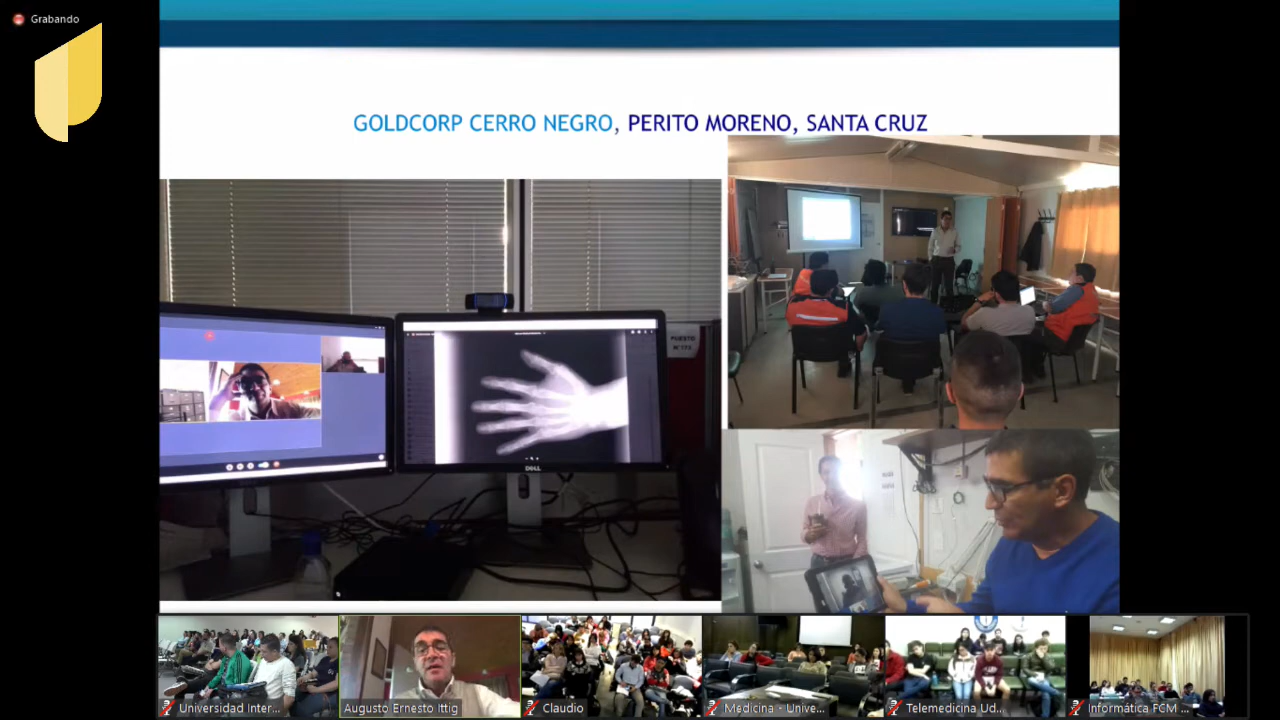 Grabando
GOLDCORP CERRO NEGRO, PERITO MORENO, SANTA CRUZ
PUESTO
DELL
Universidad Inter...
Augusto Ernesto Ittig
Claudio
Medicina - Unive...
Telemedicina Ud...
Informática FCM ...